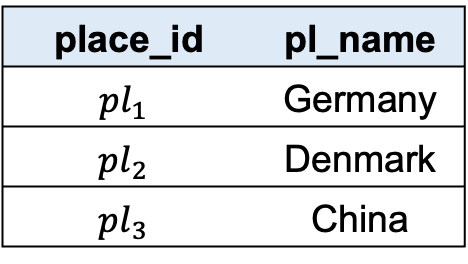 place_id pl_name
pl₁ Germany
pl₂ Denmark
pl₃ China